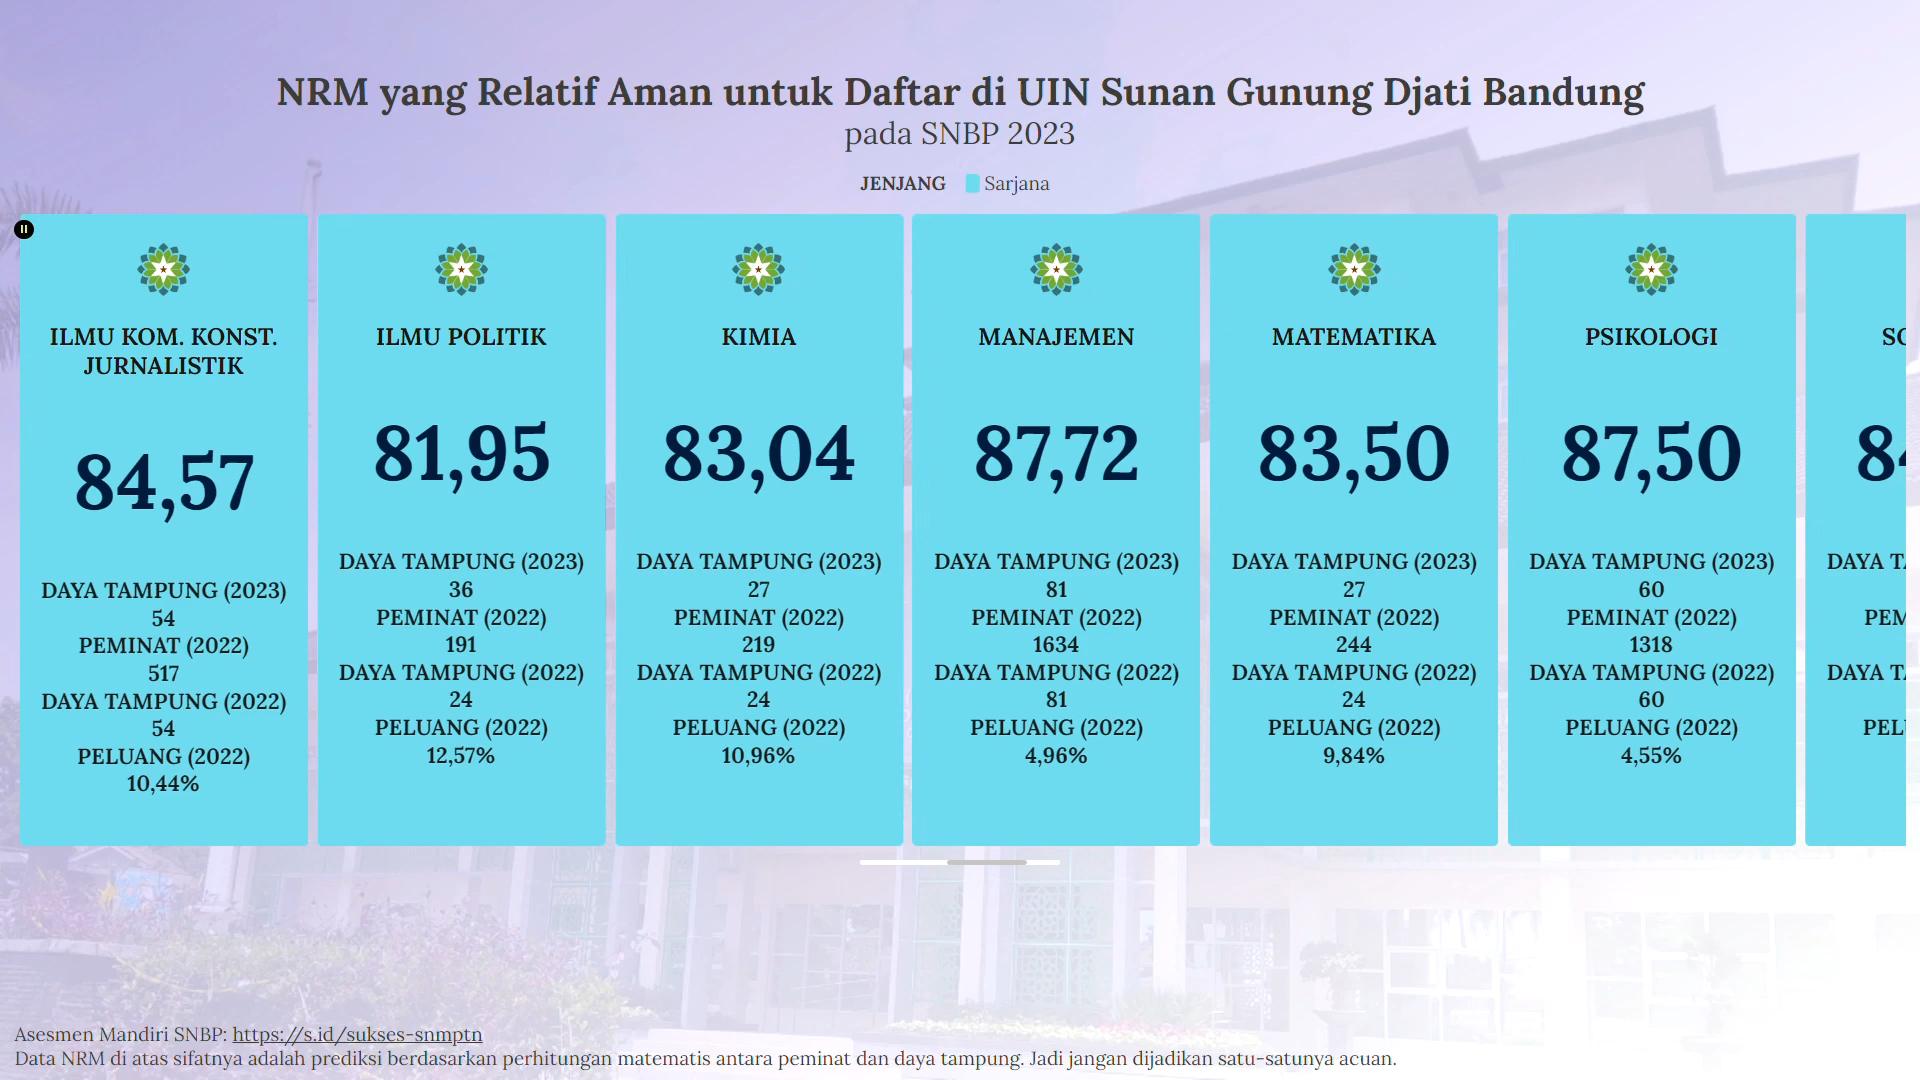 NRM yang Relatif Aman untuk Daftar di UIN Sunan Gunung Djati Bandung
pada SNBP 2023
JENJANG Sarjana
ILMU KOM. KONST.
JURNALISTIK
84,57
DAYA TAMPUNG (2023)
54
PEMINAT (2022)
517
DAYA TAMPUNG (2022)
54
PELUANG (2022)
10,44%
ILMU POLITIK
81,95
DAYA TAMPUNG (2023)
36
PEMINAT (2022)
191
DAYA TAMPUNG (2022)
24
PELUANG (2022)
12,57%
KIMIA
83,04
DAYA TAMPUNG (2023)
27
PEMINAT (2022)
219
DAYA TAMPUNG (2022)
24
PELUANG (2022)
10,96%
MANAJEMEN
87,72
DAYA TAMPUNG (2023)
81
PEMINAT (2022)
1634
DAYA TAMPUNG (2022)
81
PELUANG (2022)
4,96%
MATEMATIKA
83,50
DAYA TAMPUNG (2023)
27
PEMINAT (2022)
244
DAYA TAMPUNG (2022)
24
PELUANG (2022)
9,84%
PSIKOLOGI
87,50
DAYA TAMPUNG (2023)
60
PEMINAT (2022)
1318
DAYA TAMPUNG (2022)
60
PELUANG (2022)
4,55%
DAYA
DAYA
Asesmen Mandiri SNBP: https://s.id/sukses-snmptn
Data NRM di atas sifatnya adalah prediksi berdasarkan perhitungan matematis antara peminat dan daya tampung. Jadi jangan dijadikan satu-satunya acuan.